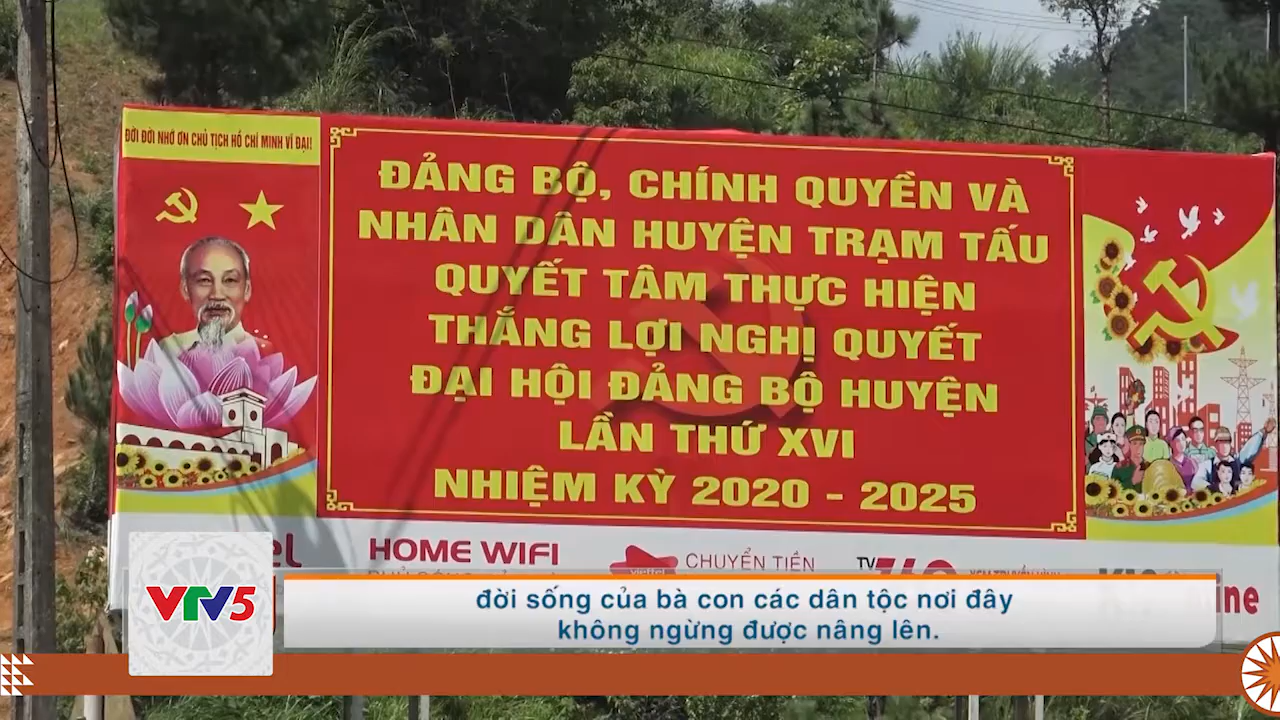 ĐỜI ĐỜI NHỚ ƠN CHỦ TỊCH HỒ CHÍ MINH VĨ ĐẠI!
ĐẢNG BỘ, CHÍNH QUYỀN VÀ
NHÂN DÂN HUYỆN TRẠM TẤU
QUYẾT TÂM THỰC HIỆN
THẮNG LỢI NGHỊ QUYẾT
ĐẠI HỘI ĐẢNG BỘ HUYỆN
LẦN THỨ XVI
NHIỆM KỲ 2020 - 2025
HOME WIFI
viettel
CHUYỂN TIỀN
TV360
VTV5
đời sống của bà con các dân tộc nơi đây
không ngừng được nâng lên.